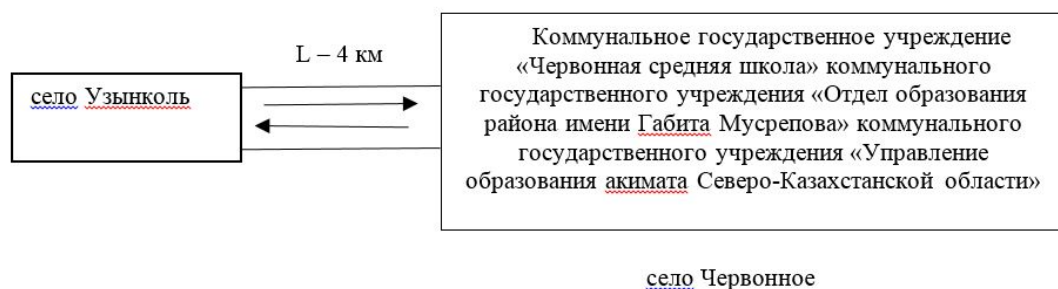 L – 4 км
село Узынколь
Коммунальное государственное учреждение
«Червонная средняя школа» коммунального
государственного учреждения «Отдел образования
района имени Габита Мусрепова» коммунального
государственного учреждения «Управление
образования акимата Северо-Казахстанской области»
село Червонное